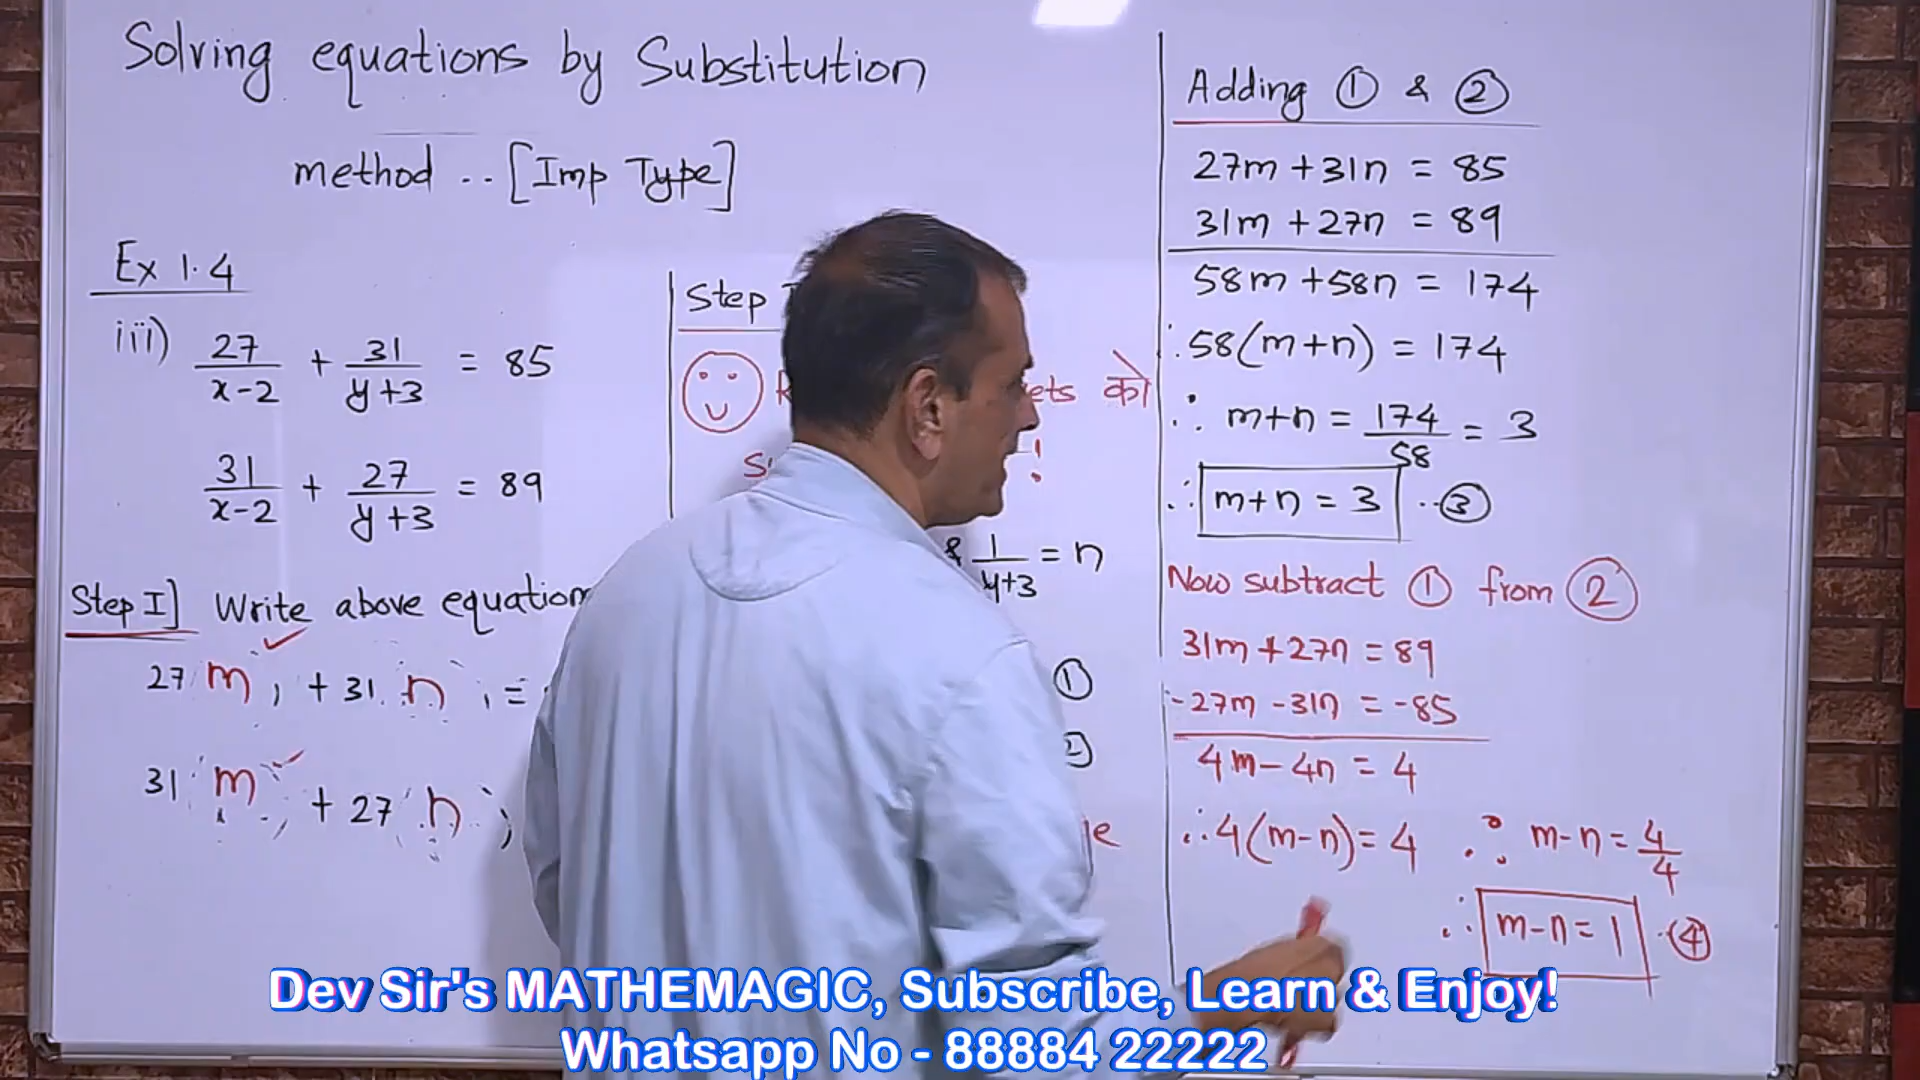 Solving equations by Substitution
method .. [Imp Type]
Ex 1.4
iii) 27/(x-2) + 31/(y+3) = 85
31/(x-2) + 27/(y+3) = 89
Step I] Write above equation
27 m + 31 n =
31 m + 27 n
Step
को
!
& 1/(y+3) = n
①
②
Adding ① & ②
27m + 31n = 85
31m + 27n = 89
58m + 58n = 174
∴ 58(m+n) = 174
∴ m+n = 174/58 = 3
∴ m+n = 3 .. ③
Now subtract ① from ②
31m + 27n = 89
-27m - 31n = -85
4m - 4n = 4
∴ 4(m-n) = 4 ∴ m-n = 4/4
∴ m-n = 1 .. ④
Dev Sir's MATHEMAGIC, Subscribe, Learn & Enjoy!
Whatsapp No - 88884 22222